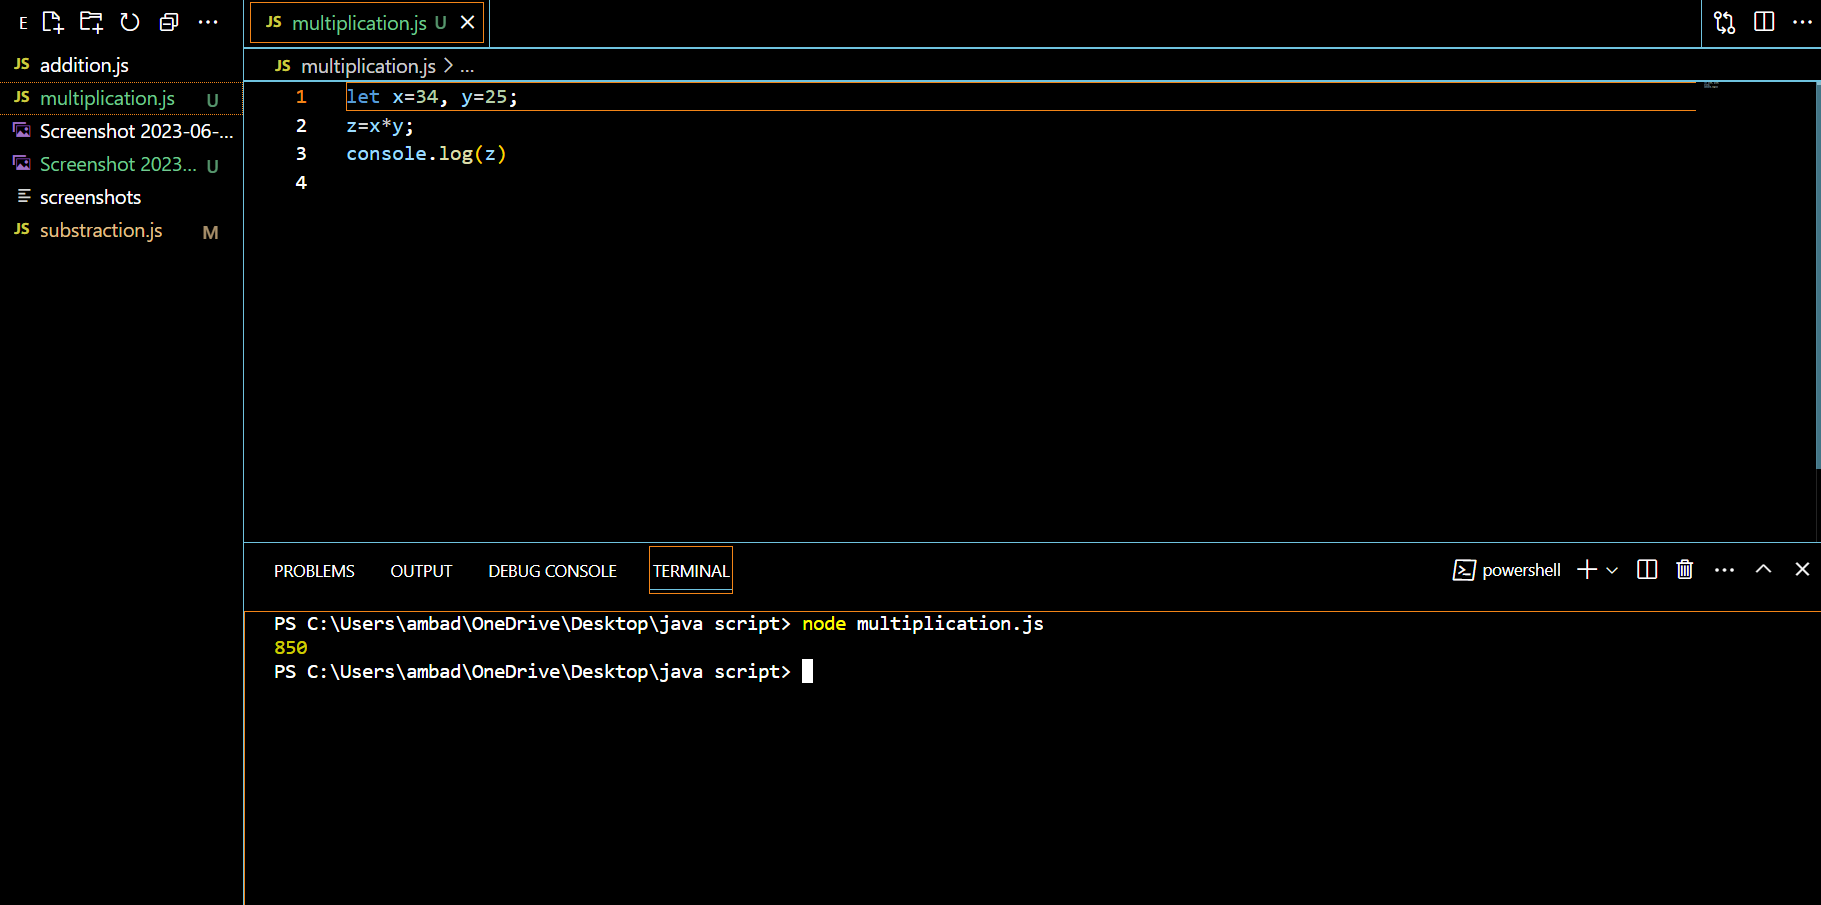 E
JS addition.js
JS multiplication.js U
Screenshot 2023-06-...
Screenshot 2023... U
screenshots
JS substraction.js M
JS multiplication.js U
JS multiplication.js > ...
1 let x=34, y=25;
2 z=x*y;
3 console.log(z)
4
PROBLEMS OUTPUT DEBUG CONSOLE TERMINAL powershell
PS C:\Users\ambad\OneDrive\Desktop\java script> node multiplication.js
850
PS C:\Users\ambad\OneDrive\Desktop\java script>